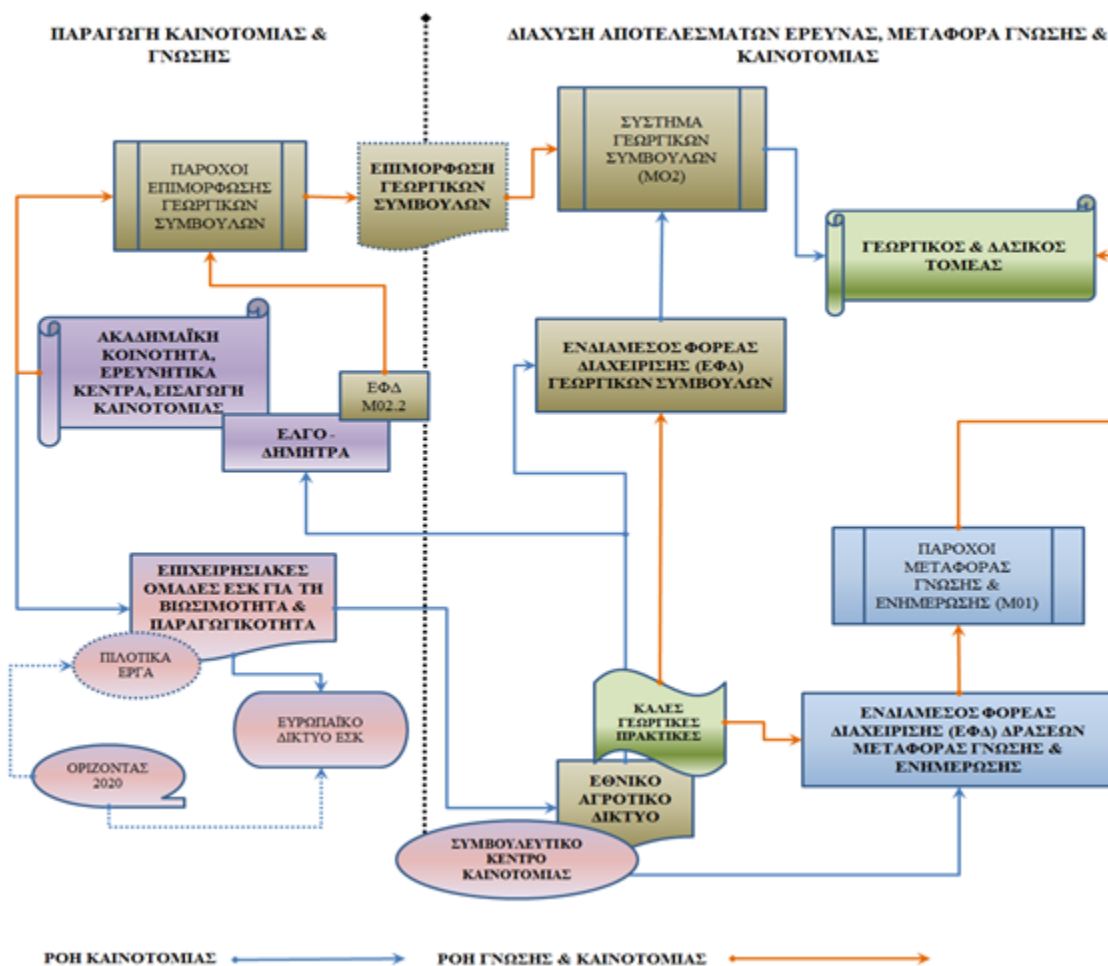 ΠΑΡΑΓΩΓΗ ΚΑΙΝΟΤΟΜΙΑΣ &
ΓΝΩΣΗΣ
ΔΙΑΧΥΣΗ ΑΠΟΤΕΛΕΣΜΑΤΩΝ ΕΡΕΥΝΑΣ, ΜΕΤΑΦΟΡΑ ΓΝΩΣΗΣ &
ΚΑΙΝΟΤΟΜΙΑΣ
ΠΑΡΟΧΟΙ
ΕΠΙΜΟΡΦΩΣΗΣ
ΓΕΩΡΓΙΚΩΝ
ΣΥΜΒΟΥΛΩΝ
ΕΠΙΜΟΡΦΩΣΗ
ΓΕΩΡΓΙΚΩΝ
ΣΥΜΒΟΥΛΩΝ
ΣΥΣΤΗΜΑ
ΓΕΩΡΓΙΚΩΝ
ΣΥΜΒΟΥΛΩΝ
(ΜΟ2)
ΓΕΩΡΓΙΚΟΣ & ΔΑΣΙΚΟΣ
ΤΟΜΕΑΣ
ΑΚΑΔΗΜΑΪΚΗ
ΚΟΙΝΟΤΗΤΑ,
ΕΡΕΥΝΗΤΙΚΑ
ΚΕΝΤΡΑ, ΕΙΣΑΓΩΓΗ
ΚΑΙΝΟΤΟΜΙΑΣ
ΕΦΔ
Μ02.2
ΕΛΓΟ -
ΔΗΜΗΤΡΑ
ΕΝΔΙΑΜΕΣΟΣ ΦΟΡΕΑΣ
ΔΙΑΧΕΙΡΙΣΗΣ (ΕΦΔ)
ΓΕΩΡΓΙΚΩΝ ΣΥΜΒΟΥΛΩΝ
ΠΑΡΟΧΟΙ
ΜΕΤΑΦΟΡΑΣ
ΓΝΩΣΗΣ &
ΕΝΗΜΕΡΩΣΗΣ (Μ01)
ΕΠΙΧΕΙΡΗΣΙΑΚΕΣ
ΟΜΑΔΕΣ ΕΣΚ ΓΙΑ ΤΗ
ΒΙΩΣΙΜΟΤΗΤΑ &
ΠΑΡΑΓΩΓΙΚΟΤΗΤΑ
ΠΙΛΟΤΙΚΑ
ΕΡΓΑ
ΕΥΡΩΠΑΪΚΟ
ΔΙΚΤΥΟ ΕΣΚ
ΟΡΙΖΟΝΤΑΣ
2020
ΚΑΛΕΣ
ΓΕΩΡΓΙΚΕΣ
ΠΡΑΚΤΙΚΕΣ
ΕΝΔΙΑΜΕΣΟΣ ΦΟΡΕΑΣ
ΔΙΑΧΕΙΡΙΣΗΣ (ΕΦΔ) ΔΡΑΣΕΩΝ
ΜΕΤΑΦΟΡΑΣ ΓΝΩΣΗΣ &
ΕΝΗΜΕΡΩΣΗΣ
ΕΘΝΙΚΟ
ΑΓΡΟΤΙΚΟ
ΔΙΚΤΥΟ
ΣΥΜΒΟΥΛΕΥΤΙΚΟ
ΚΕΝΤΡΟ
ΚΑΙΝΟΤΟΜΙΑΣ
ΡΟΗ ΚΑΙΝΟΤΟΜΙΑΣ
ΡΟΗ ΓΝΩΣΗΣ & ΚΑΙΝΟΤΟΜΙΑΣ